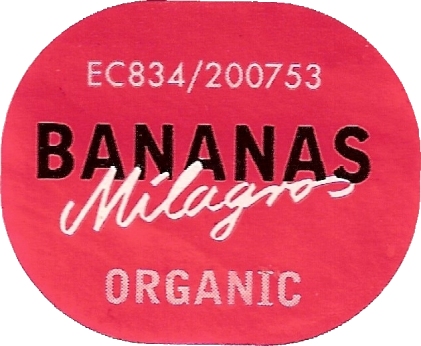 EC834/200753
BANANAS
Milagros
ORGANIC